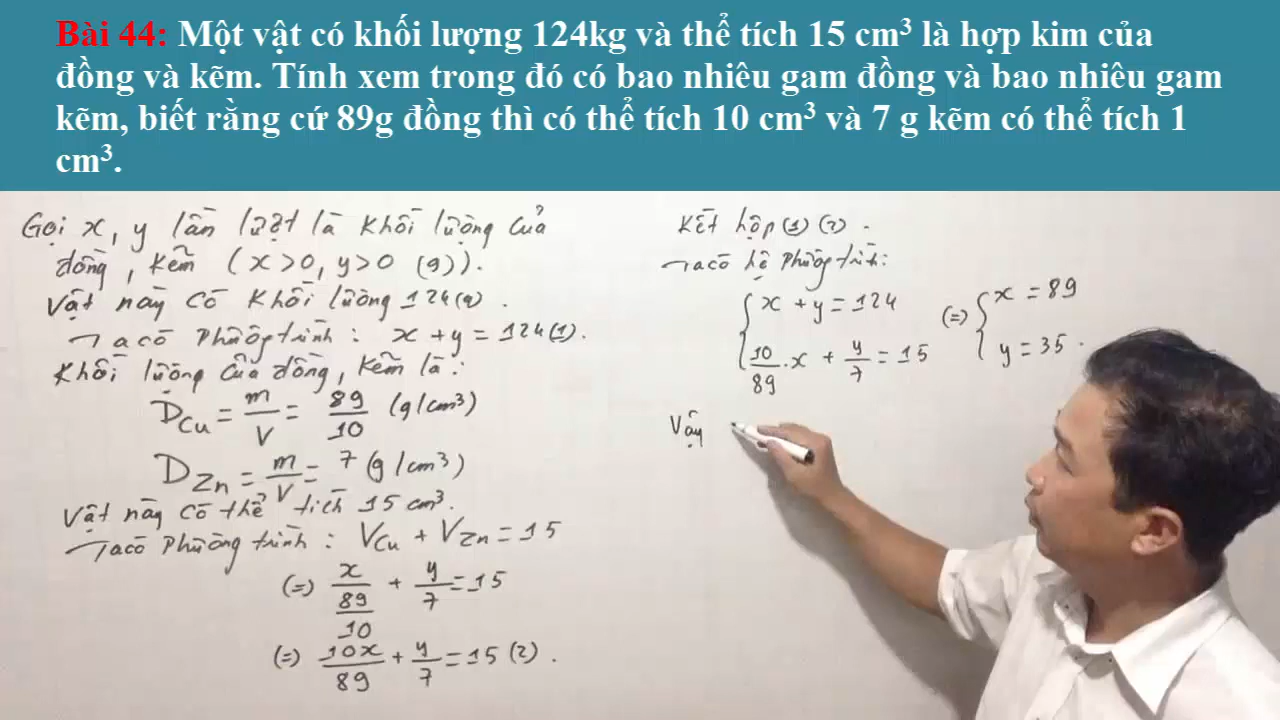 Bài 44: Một vật có khối lượng 124kg và thể tích 15 cm³ là hợp kim của
đồng và kẽm. Tính xem trong đó có bao nhiêu gam đồng và bao nhiêu gam
kẽm, biết rằng cứ 89g đồng thì có thể tích 10 cm³ và 7 g kẽm có thể tích 1
cm³.
Gọi x, y lần lượt là khối lượng của
đồng, kẽm (x>0, y>0 (g)).
Vật này có khối lường 124(g).
Ta có phương trình: x+y=124(1).
Khối lượng của đồng, kẽm là:
D_Cu = m/V = 89/10 (g/cm³)
D_Zn = m/V = 7 (g/cm³)
Vật này có thể tích 15 cm³.
Ta có phương trình: V_Cu + V_Zn = 15
(=) x/(89/10) + y/7 = 15
(=) 10x/89 + y/7 = 15 (2).
Kết hợp (1) (2).
Ta có hệ phương trình:
{ x + y = 124 (=) { x = 89
10/89 . x + y/7 = 15 y = 35.
Vậy